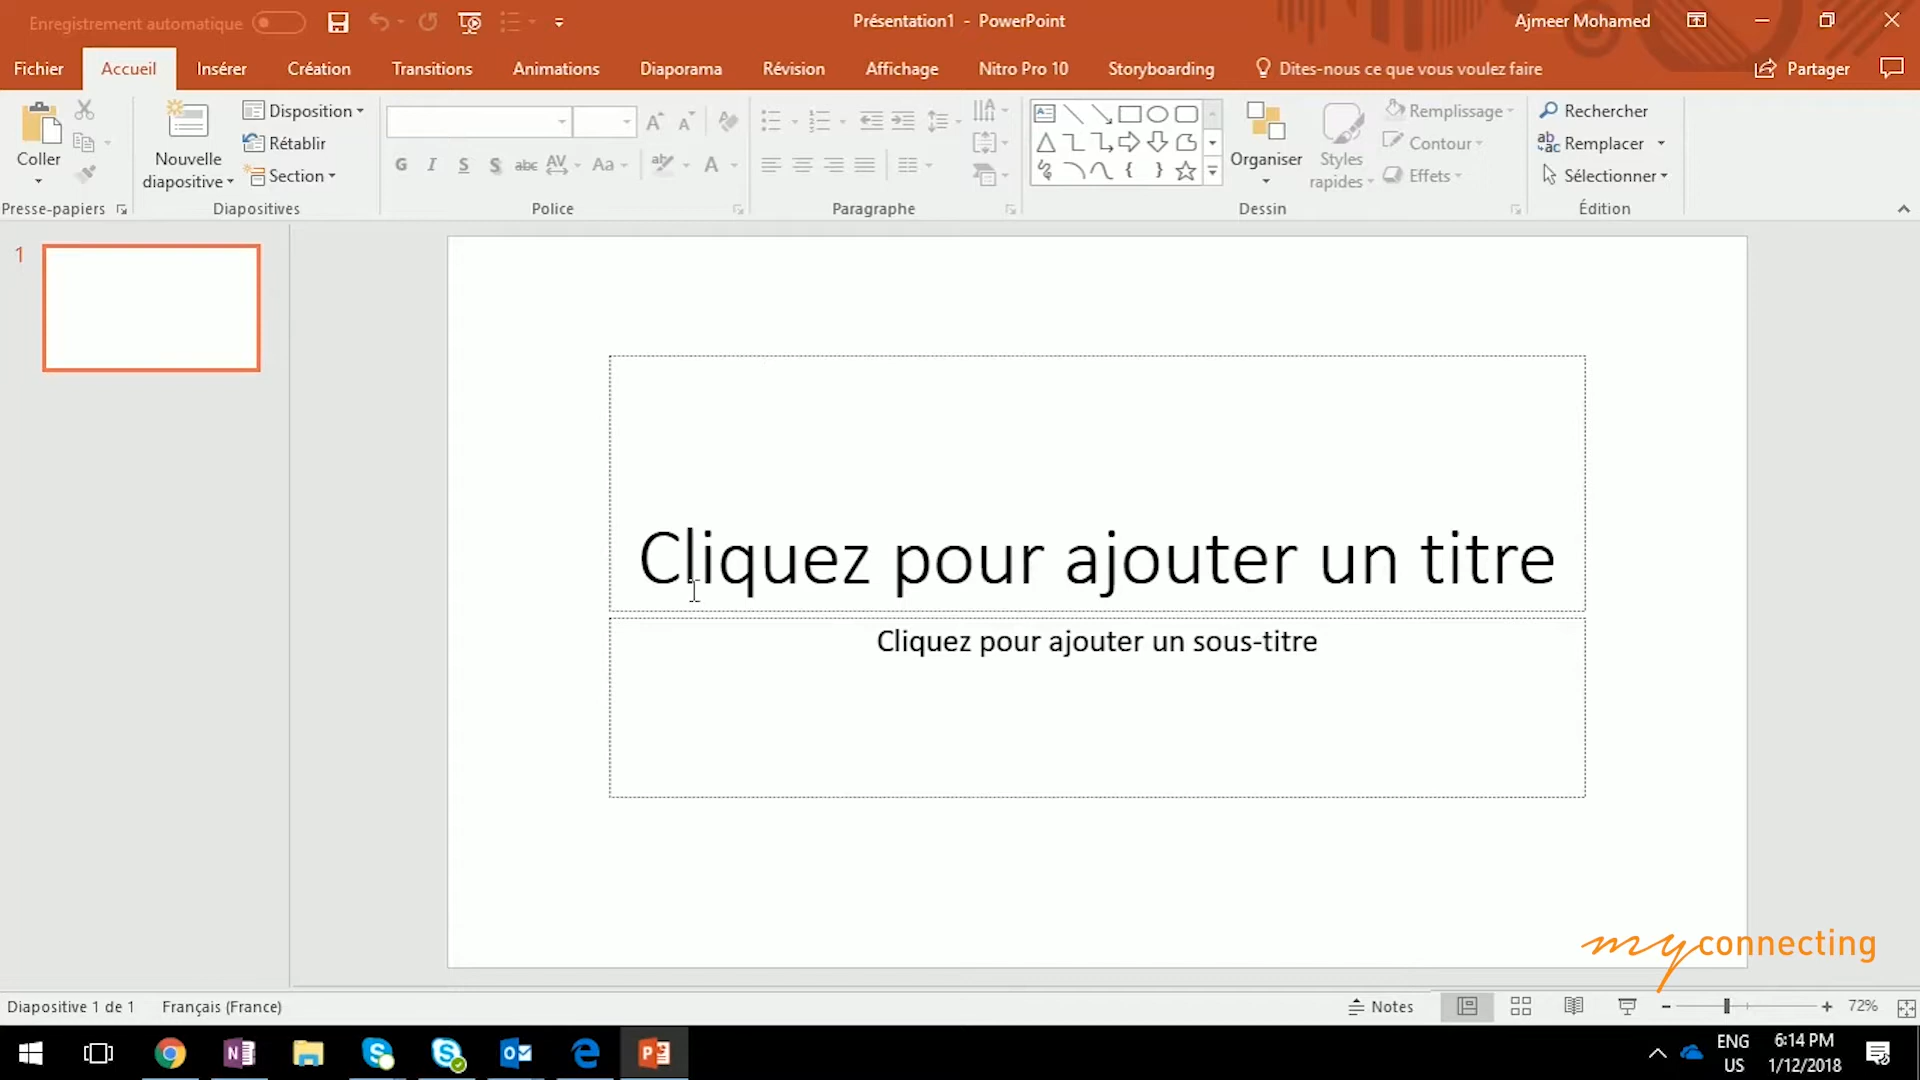 Enregistrement automatique
Présentation1 - PowerPoint
Ajmeer Mohamed
Fichier Accueil Insérer Création Transitions Animations Diaporama Révision Affichage Nitro Pro 10 Storyboarding Dites-nous ce que vous voulez faire Partager
Coller
Presse-papiers
Nouvelle
diapositive
Disposition
Rétablir
Section
Diapositives
G I S S abc AV Aa A
Police
Paragraphe
Organiser
Styles
rapides
Remplissage
Contour
Effets
Dessin
Rechercher
Remplacer
Sélectionner
Édition
1
Cliquez pour ajouter un titre
Cliquez pour ajouter un sous-titre
my connecting
Diapositive 1 de 1 Français (France) Notes 72%
ENG
US
6:14 PM
1/12/2018